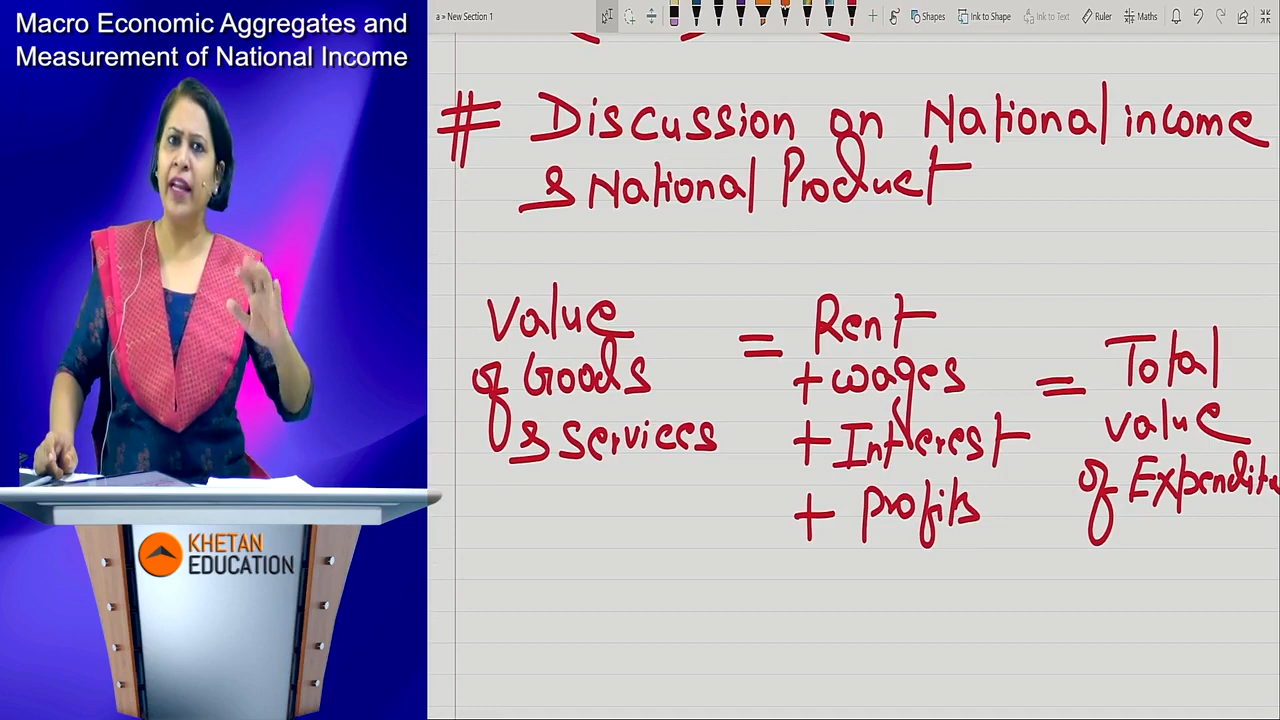 Macro Economic Aggregates and
Measurement of National Income
a » New Section 1
Shapes
Ink to Shape
Ink to Text
Ruler
Maths
# Discussion on National income
& National Product
Value
of Goods
& Services
=
Rent
+ wages
+ Interest
+ Profits
=
Total
value
of Expenditu
KHETAN
EDUCATION